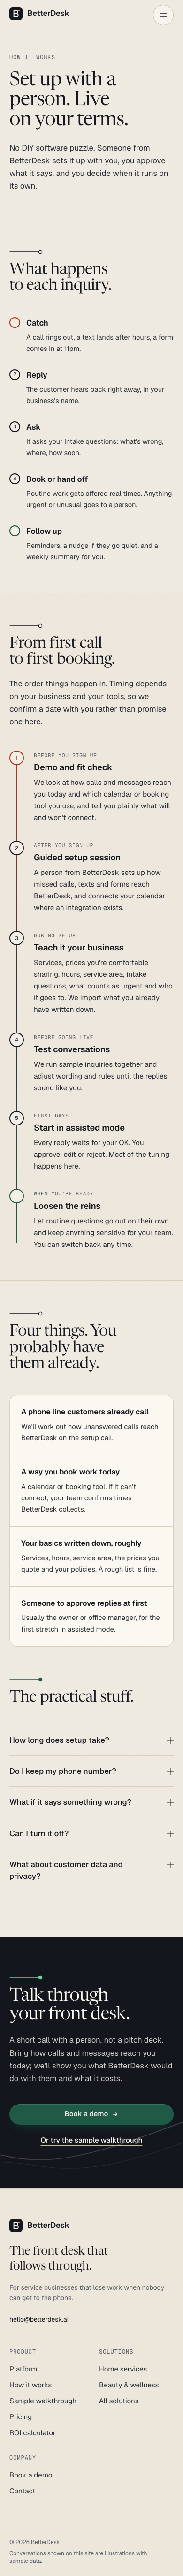 BetterDesk
HOW IT WORKS
Set up with a
person. Live
on your terms.
No DIY software puzzle. Someone from
BetterDesk sets it up with you, you approve
what it says, and you decide when it runs on
its own.
What happens
to each inquiry.
1
Catch
A call rings out, a text lands after hours, a form
comes in at 11pm.
2
Reply
The customer hears back right away, in your
business's name.
3
Ask
It asks your intake questions: what's wrong,
where, how soon.
4
Book or hand off
Routine work gets offered real times. Anything
urgent or unusual goes to a person.
Follow up
Reminders, a nudge if they go quiet, and a
weekly summary for you.
From first call
to first booking.
The order things happen in. Timing depends
on your business and your tools, so we
confirm a date with you rather than promise
one here.
1
BEFORE YOU SIGN UP
Demo and fit check
We look at how calls and messages reach
you today and which calendar or booking
tool you use, and tell you plainly what will
and won't connect.
2
AFTER YOU SIGN UP
Guided setup session
A person from BetterDesk sets up how
missed calls, texts and forms reach
BetterDesk, and connects your calendar
where an integration exists.
3
DURING SETUP
Teach it your business
Services, prices you're comfortable
sharing, hours, service area, intake
questions, what counts as urgent and who
it goes to. We import what you already
have written down.
4
BEFORE GOING LIVE
Test conversations
We run sample inquiries together and
adjust wording and rules until the replies
sound like you.
5
FIRST DAYS
Start in assisted mode
Every reply waits for your OK. You
approve, edit or reject. Most of the tuning
happens here.
WHEN YOU'RE READY
Loosen the reins
Let routine questions go out on their own
and keep anything sensitive for your team.
You can switch back any time.
Four things. You
probably have
them already.
A phone line customers already call
We'll work out how unanswered calls reach
BetterDesk on the setup call.
A way you book work today
A calendar or booking tool. If it can't
connect, your team confirms times
BetterDesk collects.
Your basics written down, roughly
Services, hours, service area, the prices you
quote and your policies. A rough list is fine.
Someone to approve replies at first
Usually the owner or office manager, for the
first stretch in assisted mode.
The practical stuff.
How long does setup take?
Do I keep my phone number?
What if it says something wrong?
Can I turn it off?
What about customer data and
privacy?
Talk through
your front desk.
A short call with a person, not a pitch deck.
Bring how calls and messages reach you
today; we'll show you what BetterDesk would
do with them and what it costs.
Book a demo →
Or try the sample walkthrough
BetterDesk
The front desk that
follows through.
For service businesses that lose work when nobody
can get to the phone.
hello@betterdesk.ai
PRODUCT
Platform
How it works
Sample walkthrough
Pricing
ROI calculator
SOLUTIONS
Home services
Beauty & wellness
All solutions
COMPANY
Book a demo
Contact
© 2026 BetterDesk
Conversations shown on this site are illustrations with
sample data.